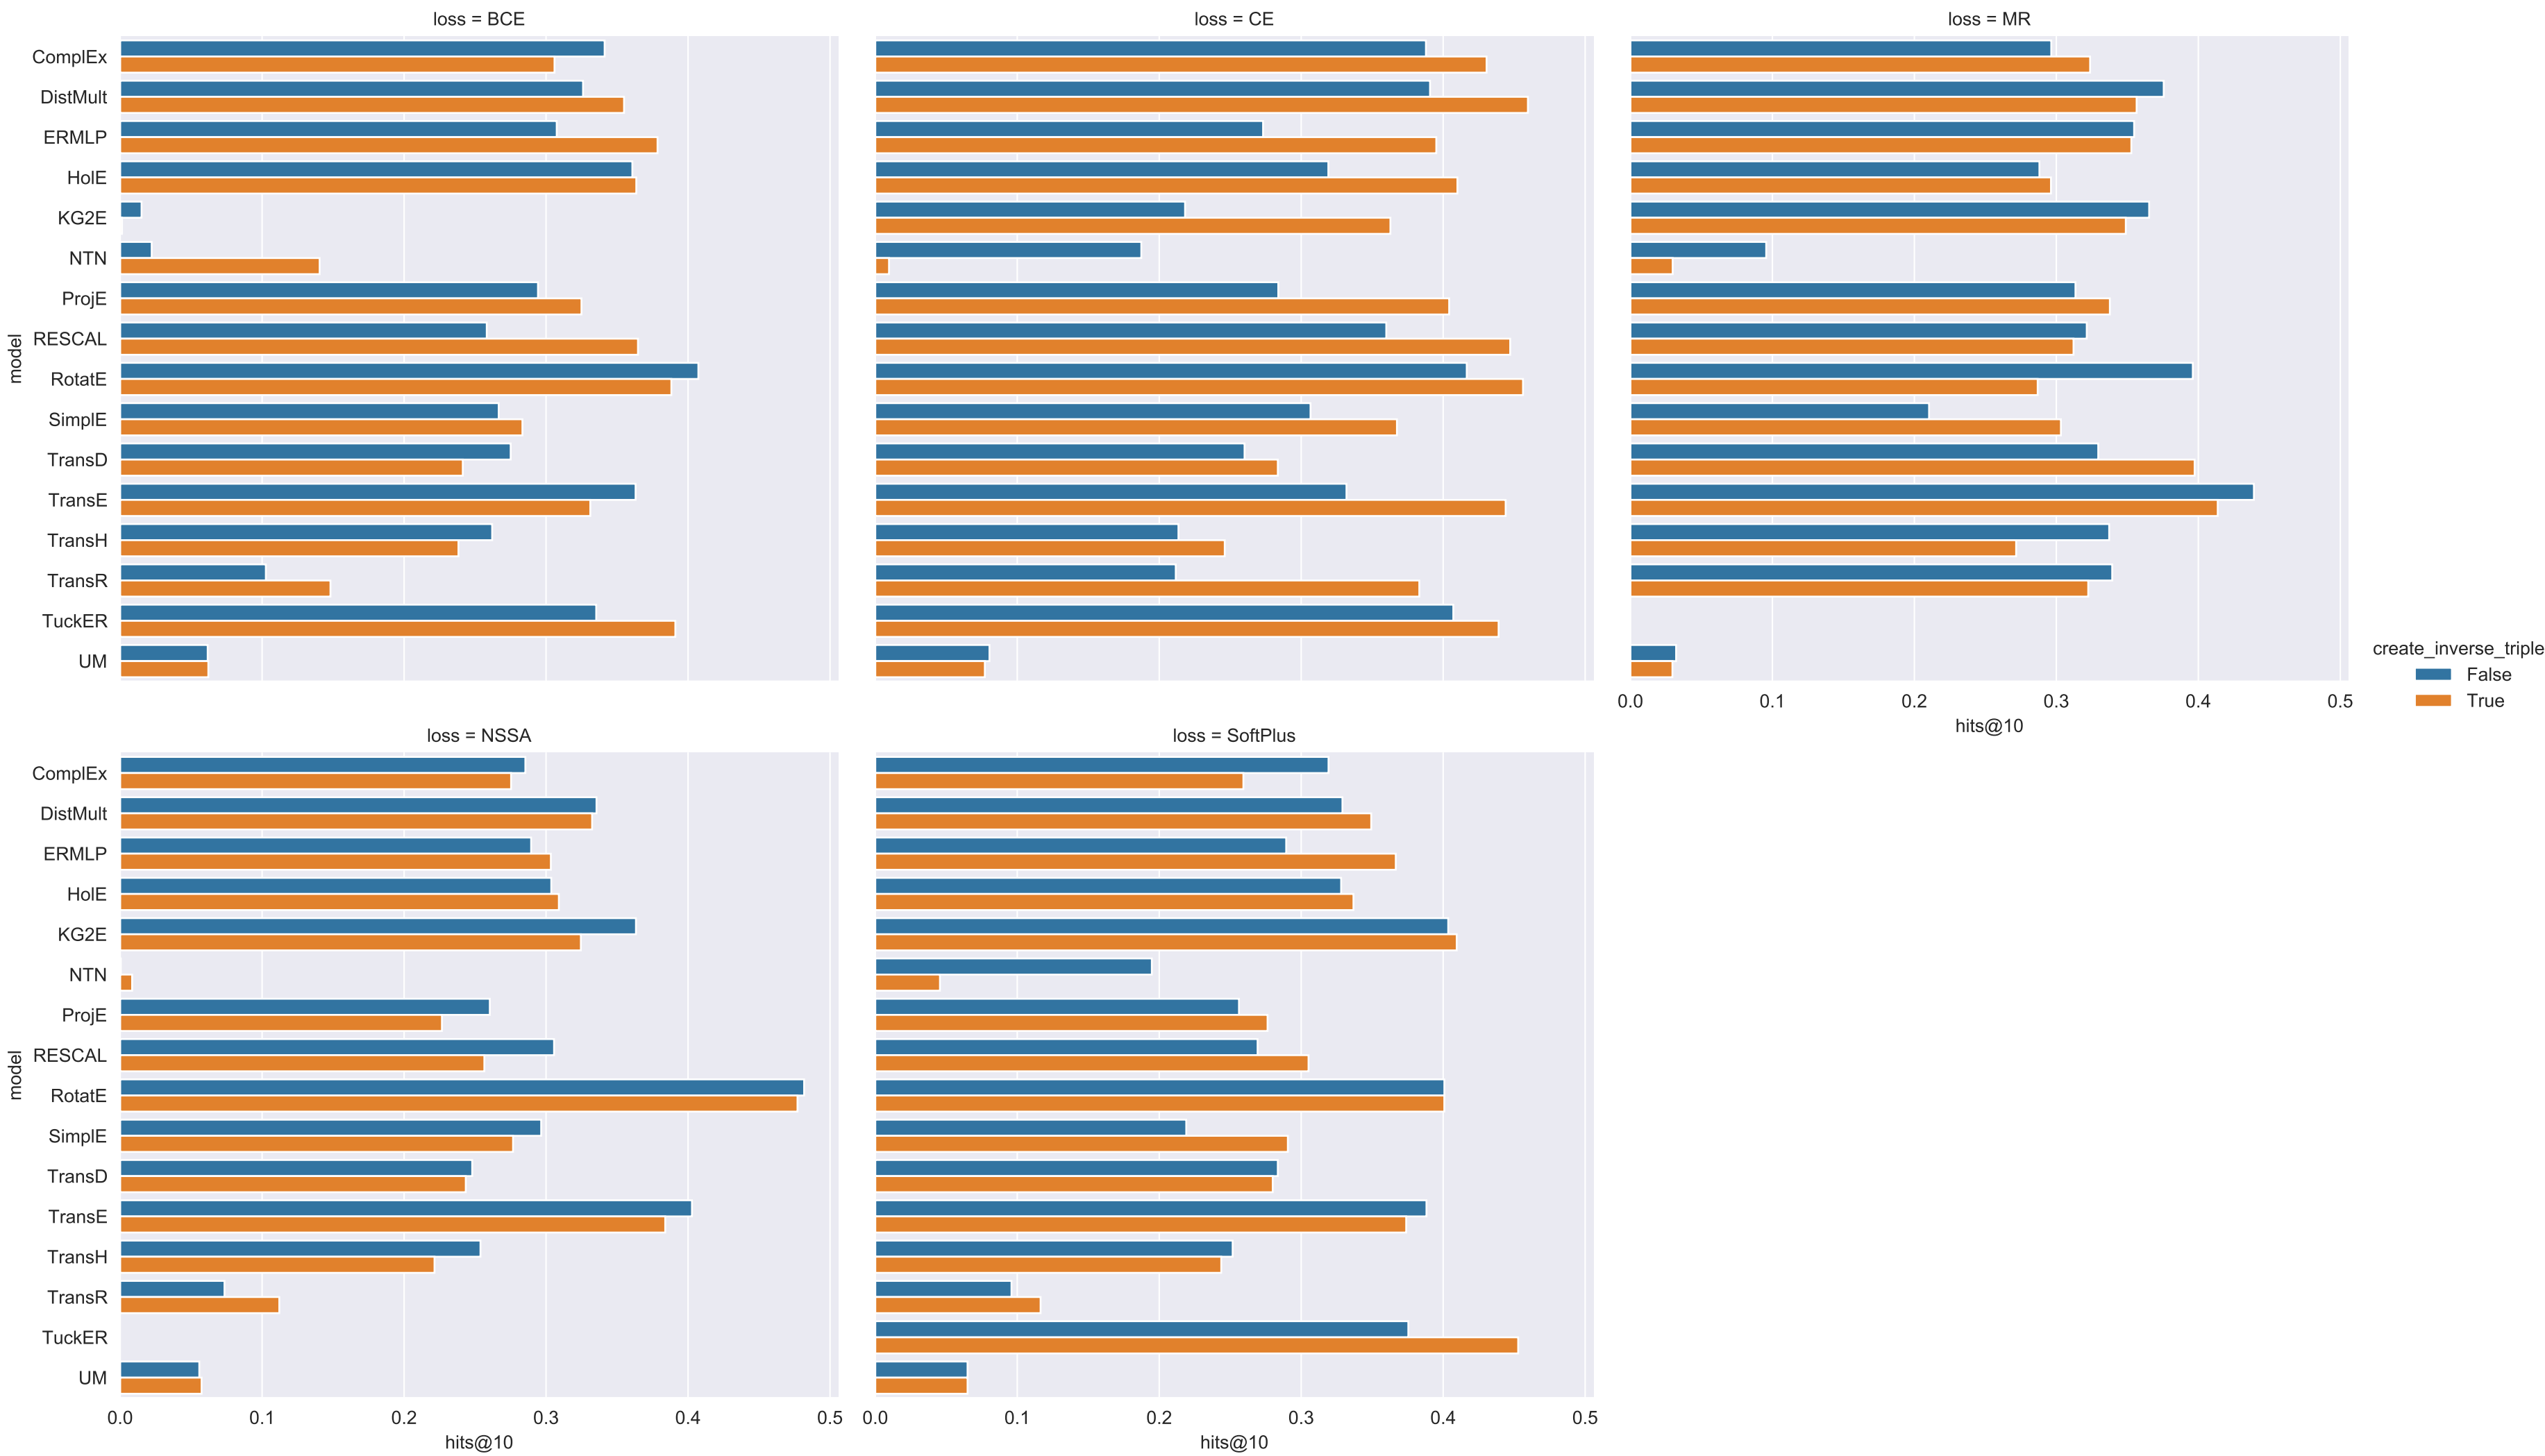 loss = BCE
loss = CE
loss = MR
ComplEx
DistMult
ERMLP
HolE
KG2E
NTN
ProjE
RESCAL
RotatE
SimplE
TransD
TransE
TransH
TransR
TuckER
UM
model
0.0 0.1 0.2 0.3 0.4 0.5
hits@10
create_inverse_triple
False
True
loss = NSSA
loss = SoftPlus
ComplEx
DistMult
ERMLP
HolE
KG2E
NTN
ProjE
RESCAL
RotatE
SimplE
TransD
TransE
TransH
TransR
TuckER
UM
model
0.0 0.1 0.2 0.3 0.4 0.5
hits@10
0.0 0.1 0.2 0.3 0.4 0.5
hits@10